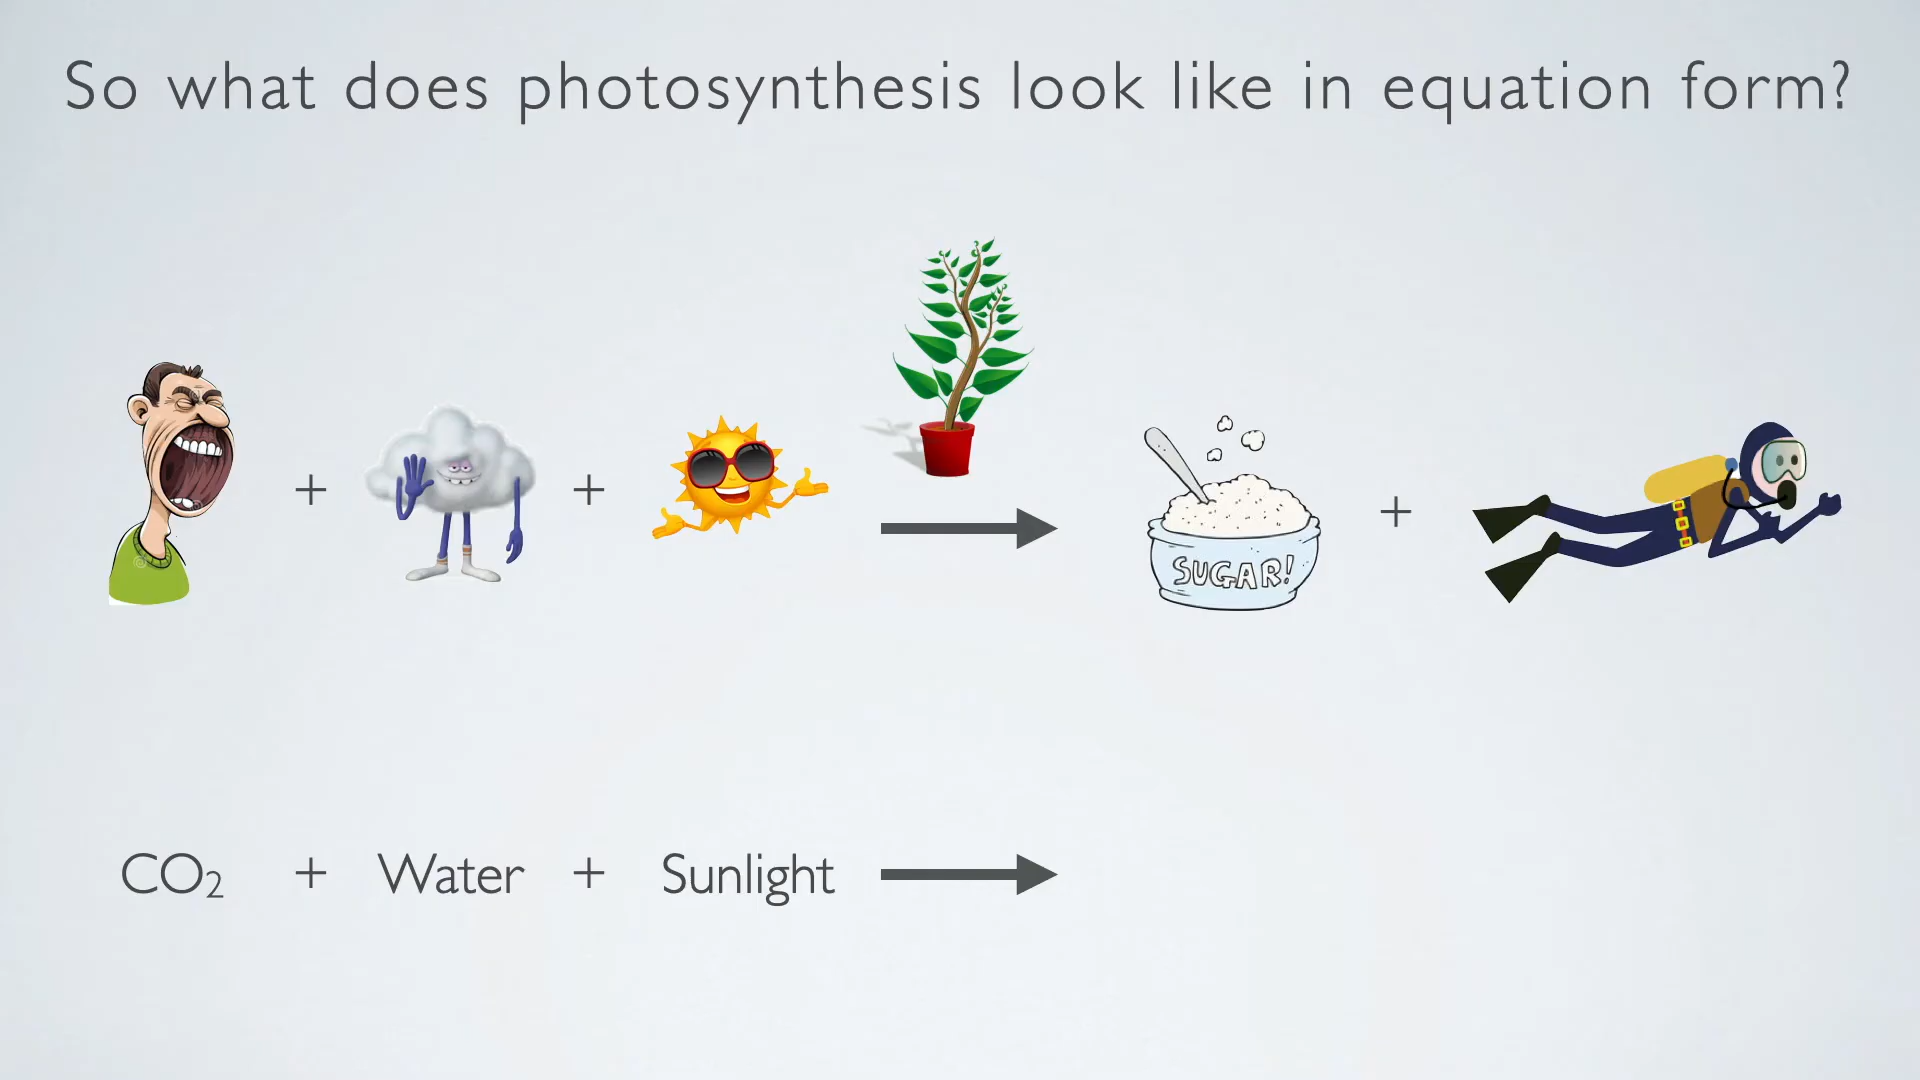 So what does photosynthesis look like in equation form?
+ + + 
SUGAR!
CO₂ + Water + Sunlight